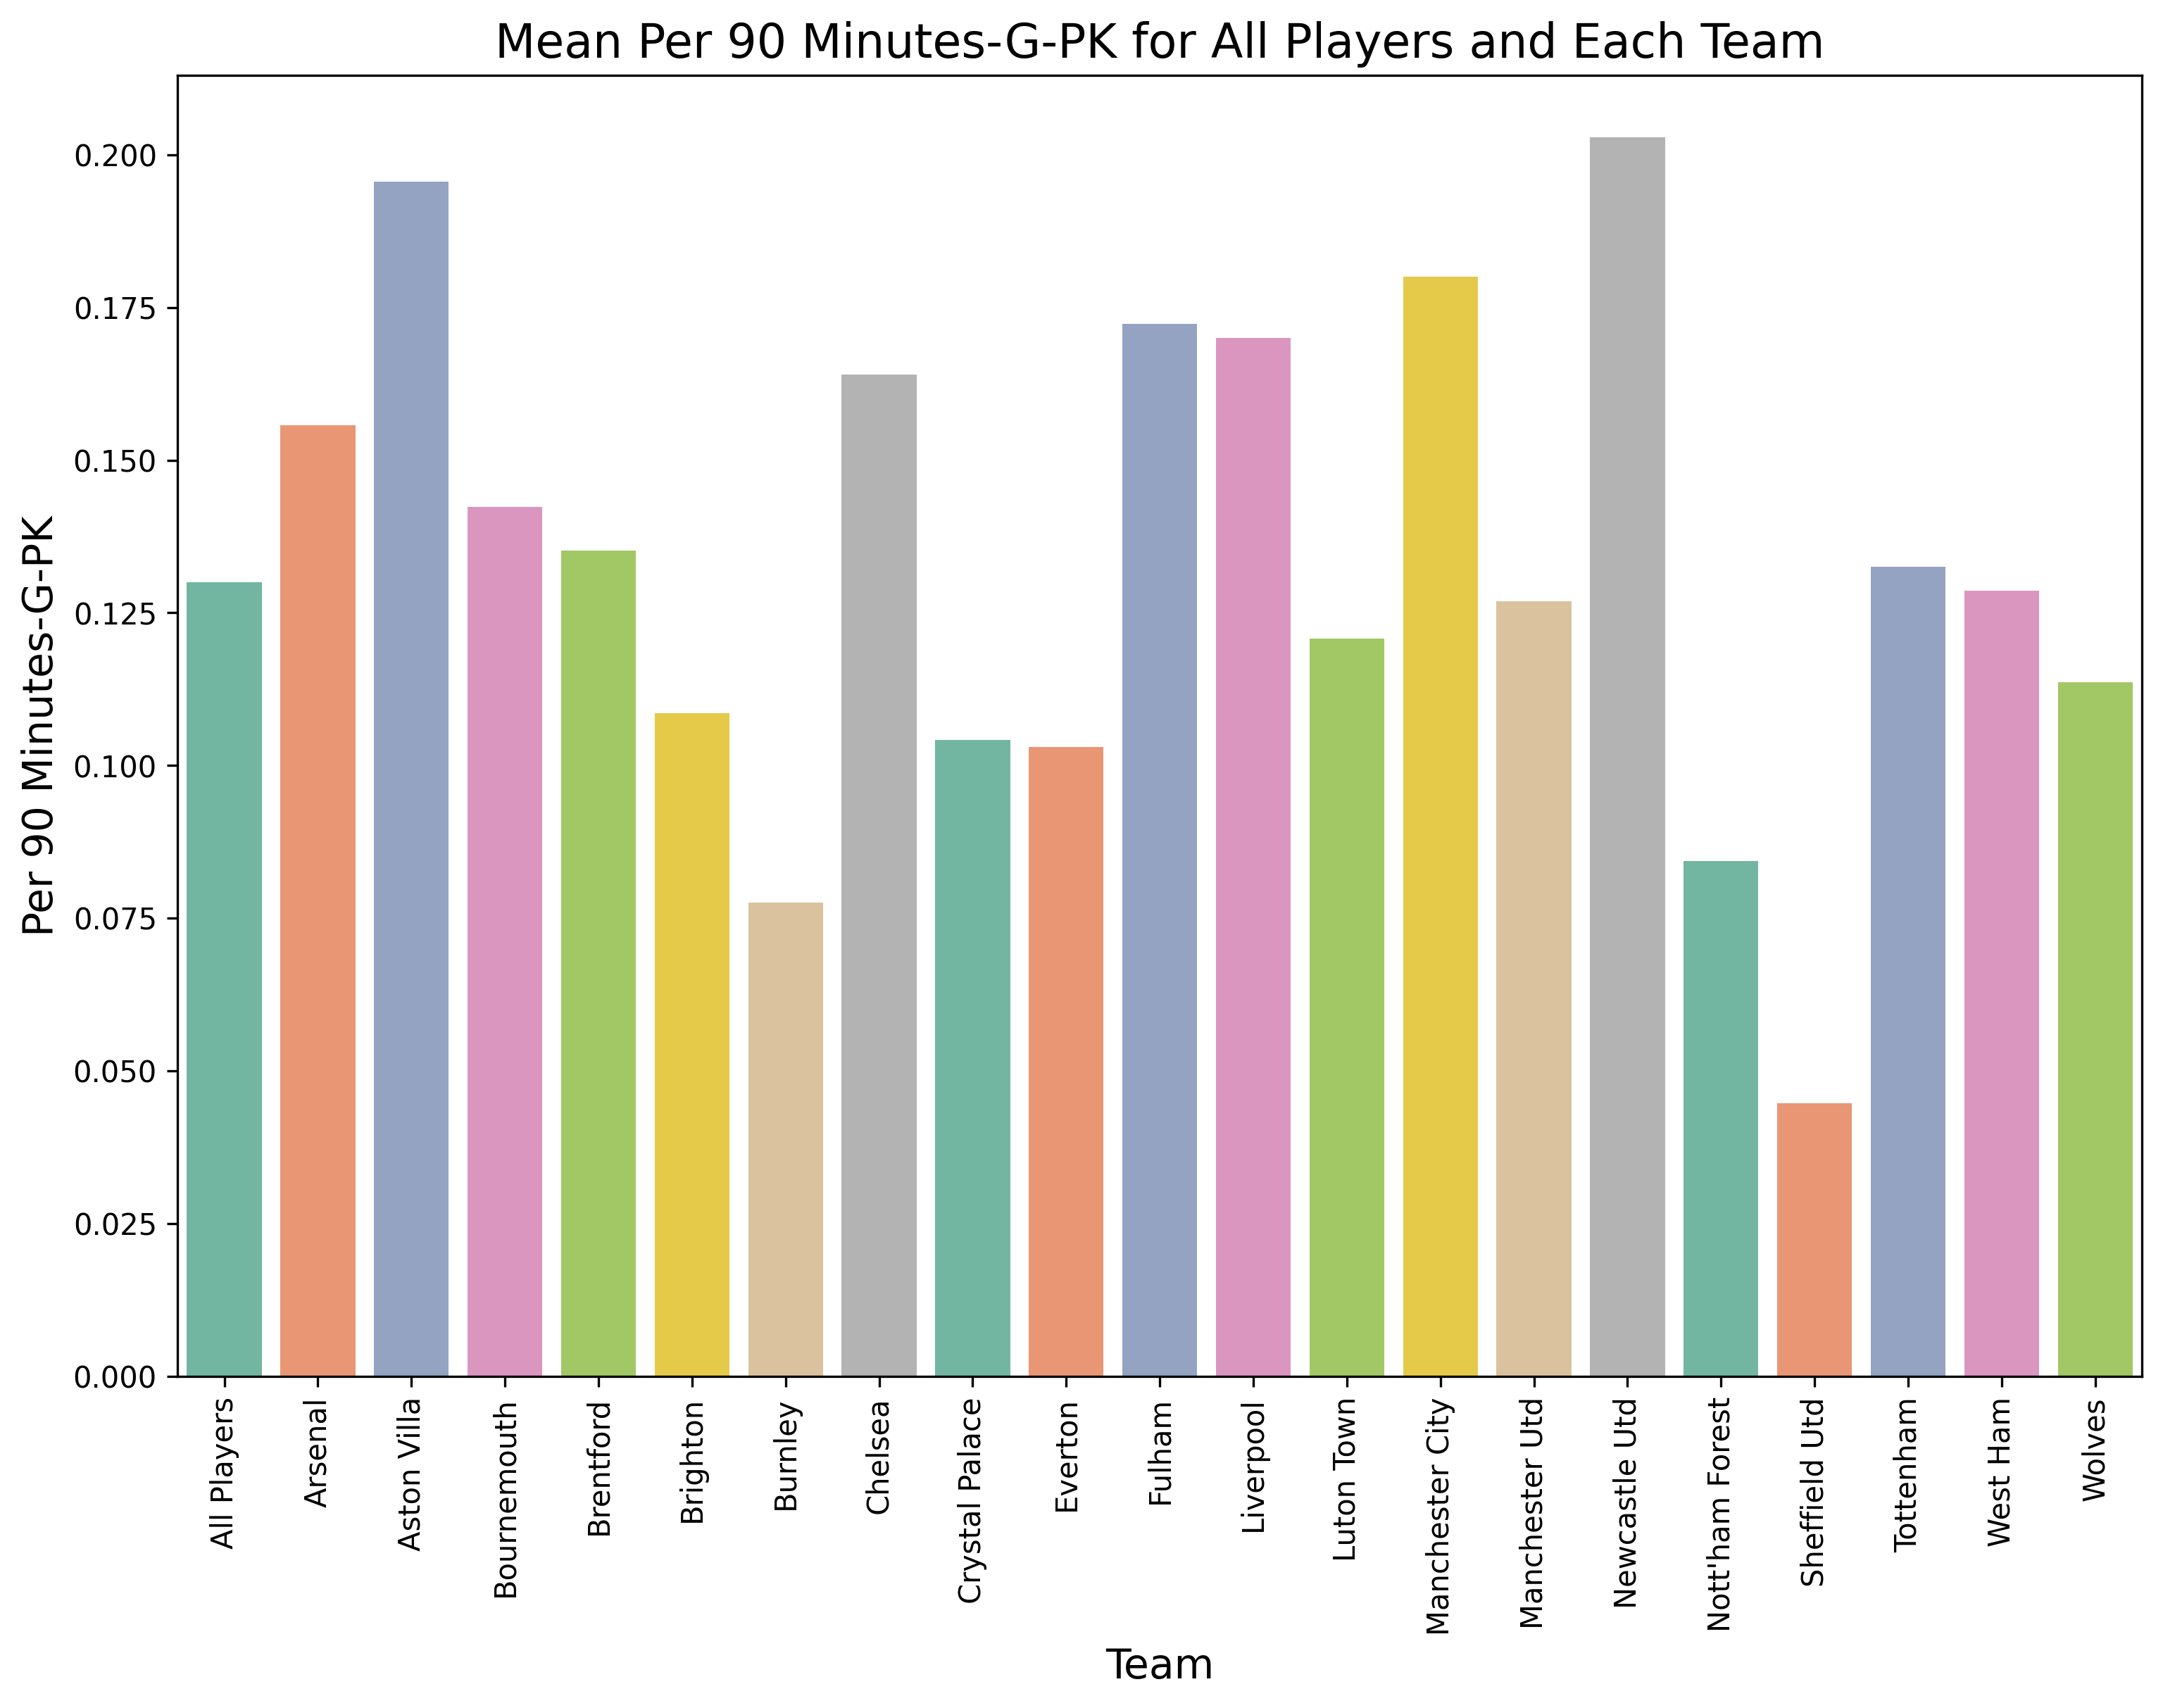 Mean Per 90 Minutes-G-PK for All Players and Each Team
Per 90 Minutes-G-PK
0.200
0.175
0.150
0.125
0.100
0.075
0.050
0.025
0.000
All Players
Arsenal
Aston Villa
Bournemouth
Brentford
Brighton
Burnley
Chelsea
Crystal Palace
Everton
Fulham
Liverpool
Luton Town
Manchester City
Manchester Utd
Newcastle Utd
Nott'ham Forest
Sheffield Utd
Tottenham
West Ham
Wolves
Team